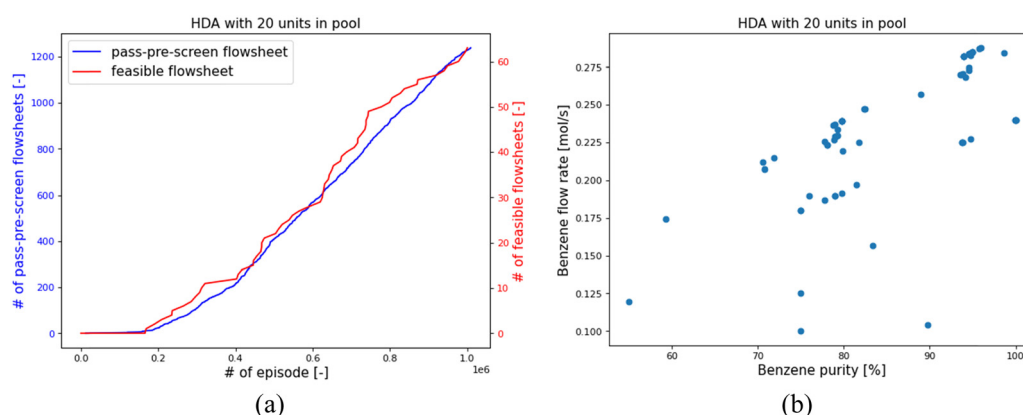 HDA with 20 units in pool
pass-pre-screen flowsheet
feasible flowsheet
# of pass-pre-screen flowsheets [-]
0
200
400
600
800
1000
1200
# of feasible flowsheets [-]
0
10
20
30
40
50
60
0.0
0.2
0.4
0.6
0.8
1.0
1e6
# of episode [-]
(a)
HDA with 20 units in pool
Benzene flow rate [mol/s]
0.275
0.250
0.225
0.200
0.175
0.150
0.125
0.100
60
70
80
90
100
Benzene purity [%]
(b)